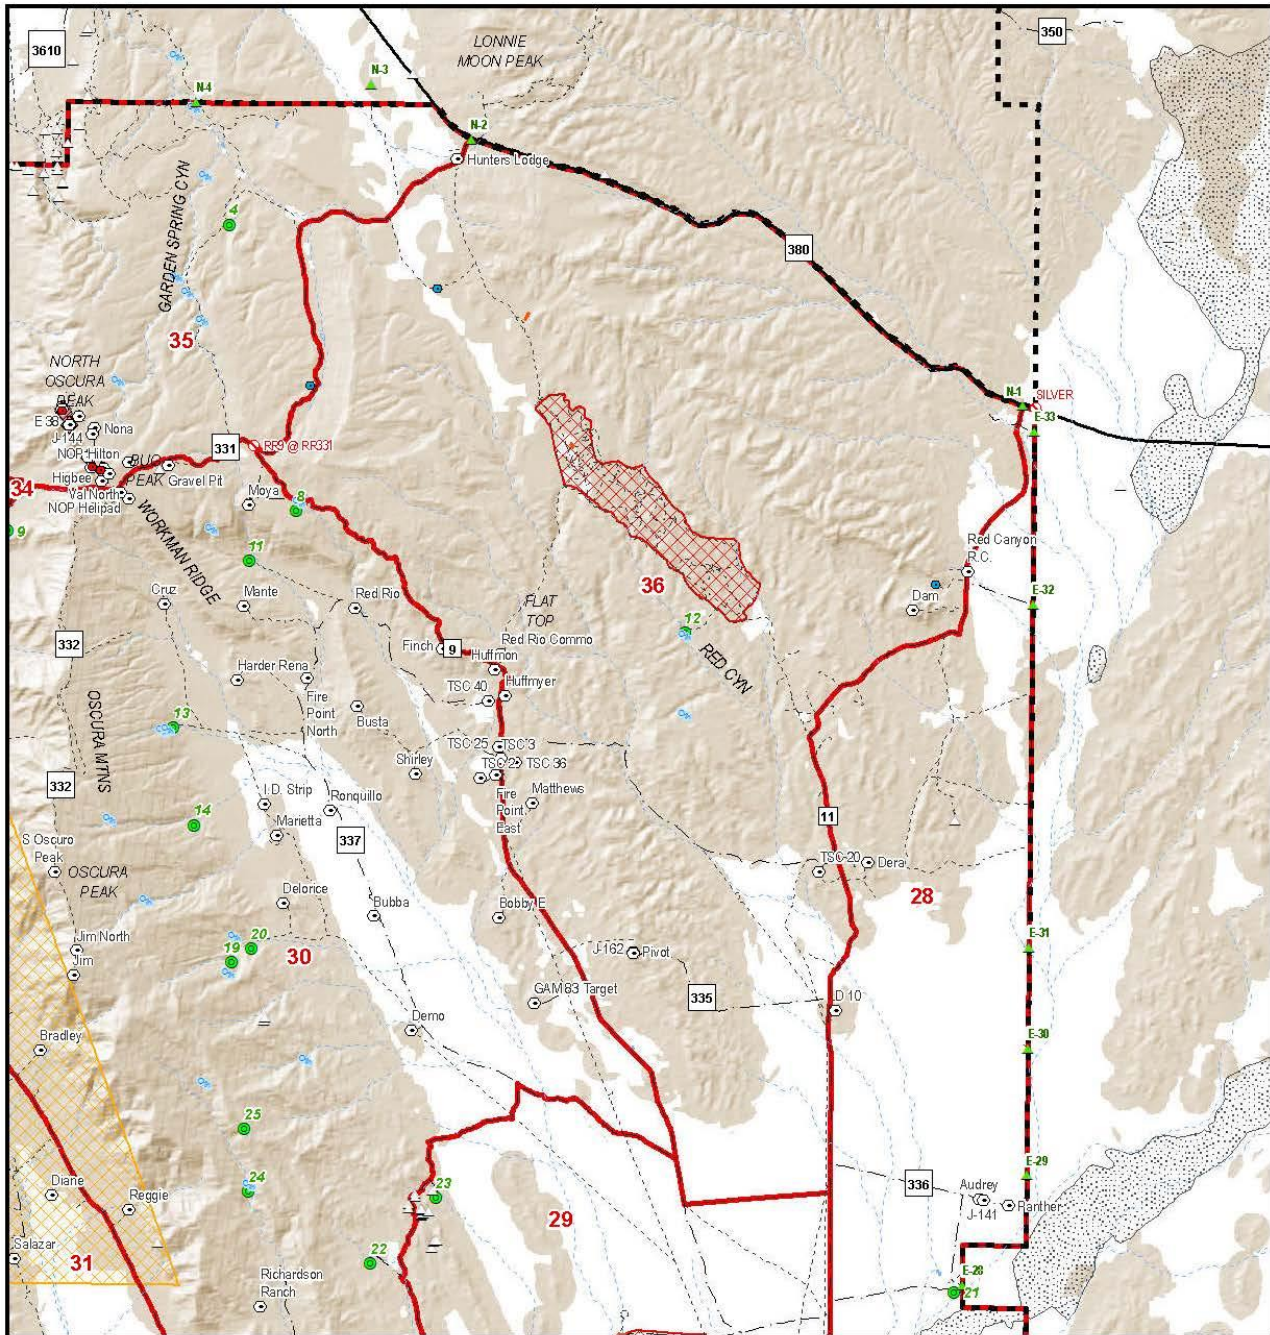 3610
LONNIE
MOON PEAK
350
N-3
N-4
N-2
Hunters Lodge
GARDEN SPRING CYN
4
380
35
NORTH
OSCURA
PEAK
N-1
SILVER
E-33
E 38
J-144
Nona
331
RR9 @ RR331
NOP Hilton
BUG
PEAK
Higbee
Gravel Pit
34
Val North
NOP Helipad
Moya
8
9
WORKMAN RIDGE
11
Red Canyon
R.C.
36
E-32
Cruz
Mante
Red Rio
FLAT
TOP
12
Dam
332
Finch
9
Red Rio Commo
Huffmon
RED CYN
Harder Rena
TSC 40
Huffmyer
Fire
Point
North
OSCURA MTNS
13
Busta
TSC-25
TSC 3
Shirley
TSC 36
332
I.D. Strip
Ronquillo
Fire
Point
East
Matthews
14
Marietta
337
11
S Oscuro
Peak
OSCURA
PEAK
TSC-20
Dera
28
Delorice
Bubba
Bobby E
Jim North
20
19
30
J-162
Pivot
E-31
Jim
GAM 83 Target
335
LD 10
Demo
Bradley
E-30
25
Diane
24
Reggie
23
29
336
E-29
Audrey
J-141
Panther
Salazar
31
22
Richardson
Ranch
E-28
21